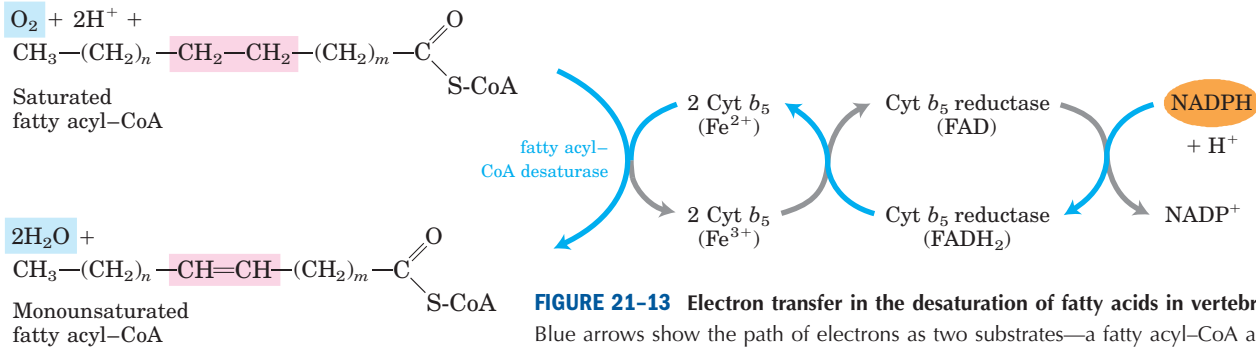 O₂ + 2H⁺ +
CH₃—(CH₂)ₙ—CH₂—CH₂—(CH₂)ₘ—C
O
S-CoA
Saturated
fatty acyl–CoA
fatty acyl–
CoA desaturase
2 Cyt b₅
(Fe²⁺)
Cyt b₅ reductase
(FAD)
NADPH
+ H⁺
2 Cyt b₅
(Fe³⁺)
Cyt b₅ reductase
(FADH₂)
NADP⁺
2H₂O +
CH₃—(CH₂)ₙ—CH=CH—(CH₂)ₘ—C
O
S-CoA
Monounsaturated
fatty acyl–CoA
FIGURE 21–13 Electron transfer in the desaturation of fatty acids in vertebr
Blue arrows show the path of electrons as two substrates—a fatty acyl–CoA a